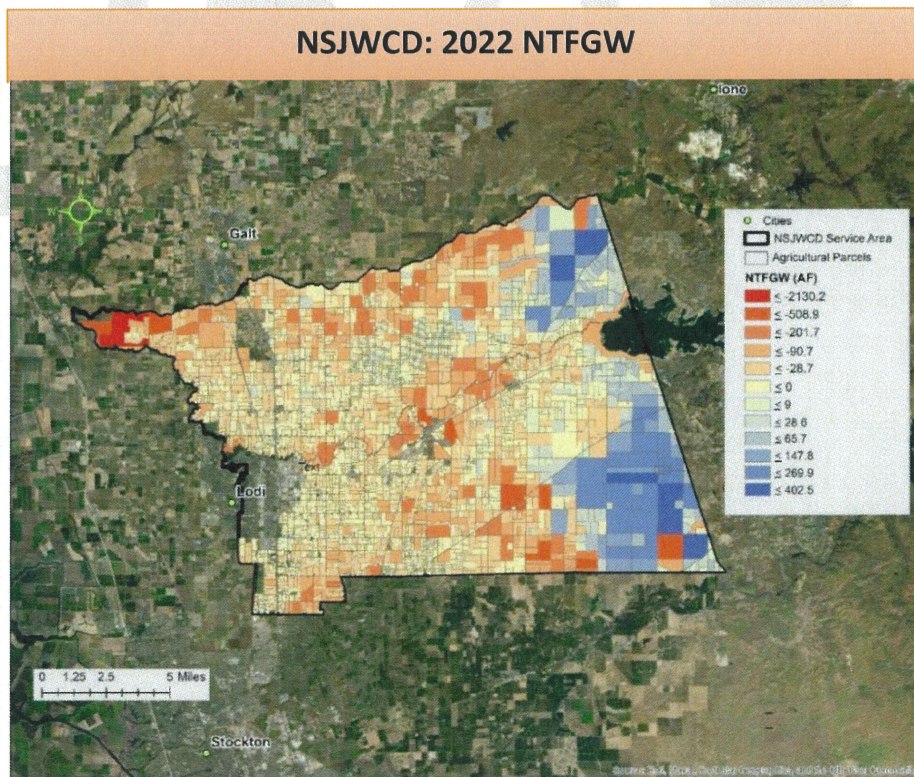 NSJWCD: 2022 NTFGW
Ione
N
W
E
S
Galt
Cities
NSJWCD Service Area
Agricultural Parcels
NTFGW (AF)
≤ -2130.2
≤ -508.9
≤ -201.7
≤ -90.7
≤ -28.7
≤ 0
≤ 9
≤ 28.6
≤ 65.7
≤ 147.8
≤ 269.9
≤ 402.5
Text
Lodi
0 1.25 2.5 5 Miles
Stockton